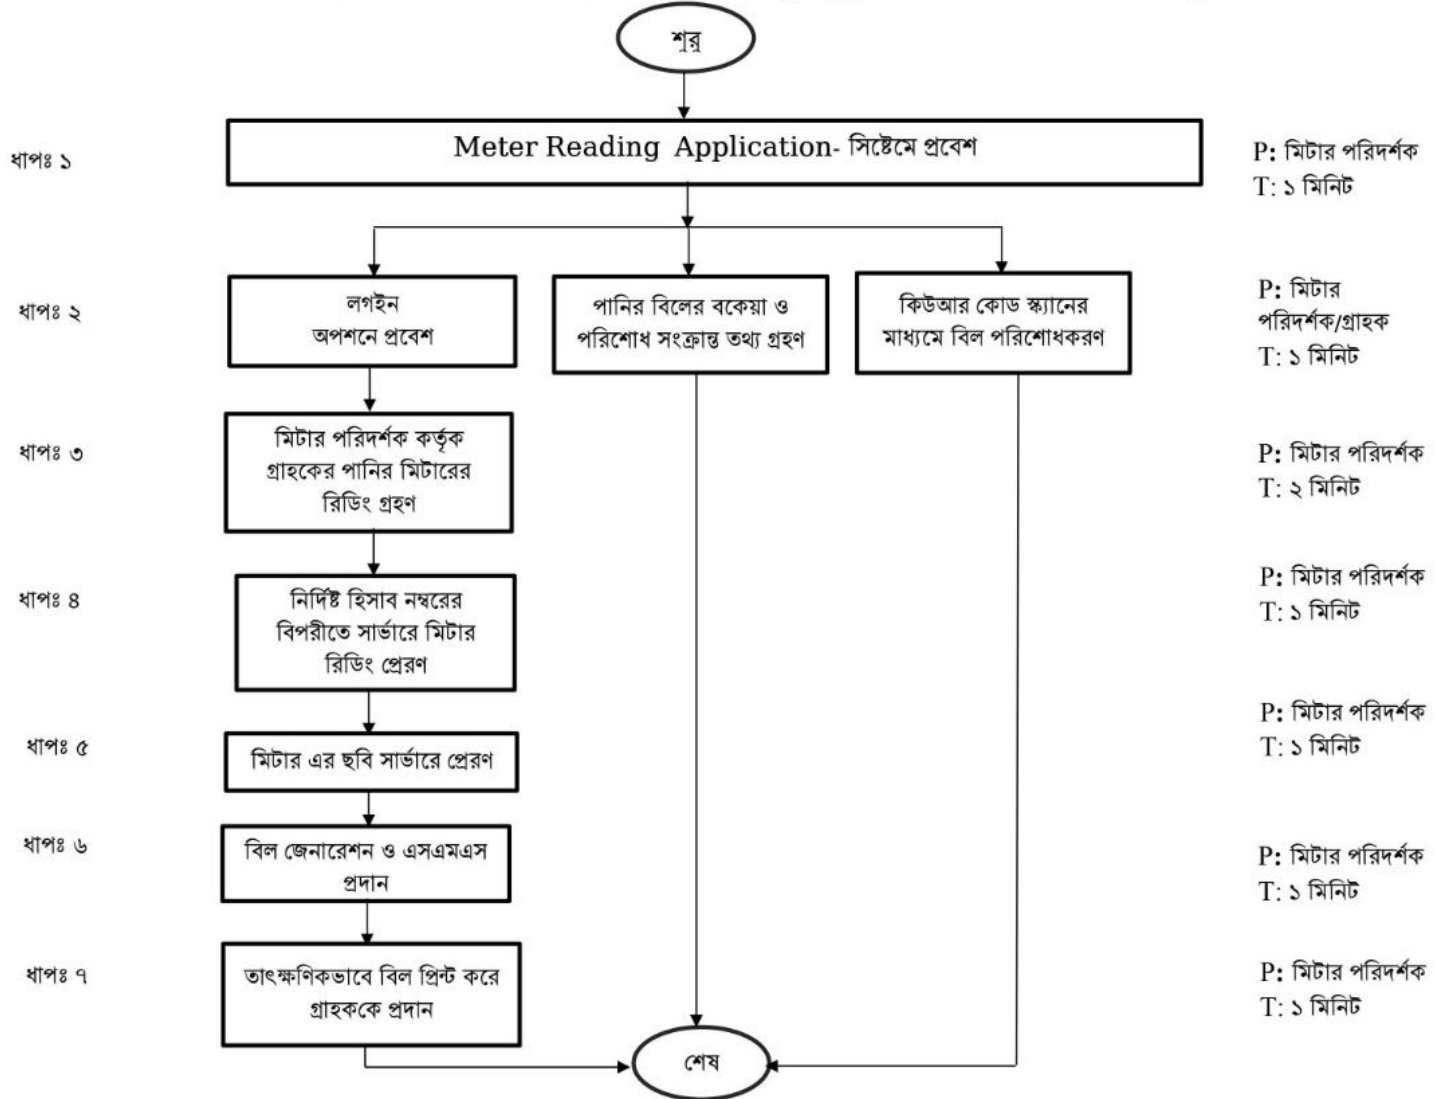 শুরু
ধাপঃ ১
Meter Reading Application- সিষ্টেমে প্রবেশ
P: মিটার পরিদর্শক
T: ১ মিনিট
ধাপঃ ২
লগইন
অপশনে প্রবেশ
পানির বিলের বকেয়া ও
পরিশোধ সংক্রান্ত তথ্য গ্রহণ
কিউআর কোড স্ক্যানের
মাধ্যমে বিল পরিশোধকরণ
P: মিটার
পরিদর্শক/গ্রাহক
T: ১ মিনিট
ধাপঃ ৩
মিটার পরিদর্শক কর্তৃক
গ্রাহকের পানির মিটারের
রিডিং গ্রহণ
P: মিটার পরিদর্শক
T: ২ মিনিট
ধাপঃ ৪
নির্দিষ্ট হিসাব নম্বরের
বিপরীতে সার্ভারে মিটার
রিডিং প্রেরণ
P: মিটার পরিদর্শক
T: ১ মিনিট
ধাপঃ ৫
মিটার এর ছবি সার্ভারে প্রেরণ
P: মিটার পরিদর্শক
T: ১ মিনিট
ধাপঃ ৬
বিল জেনারেশন ও এসএমএস
প্রদান
P: মিটার পরিদর্শক
T: ১ মিনিট
ধাপঃ ৭
তাৎক্ষণিকভাবে বিল প্রিন্ট করে
গ্রাহককে প্রদান
P: মিটার পরিদর্শক
T: ১ মিনিট
শেষ